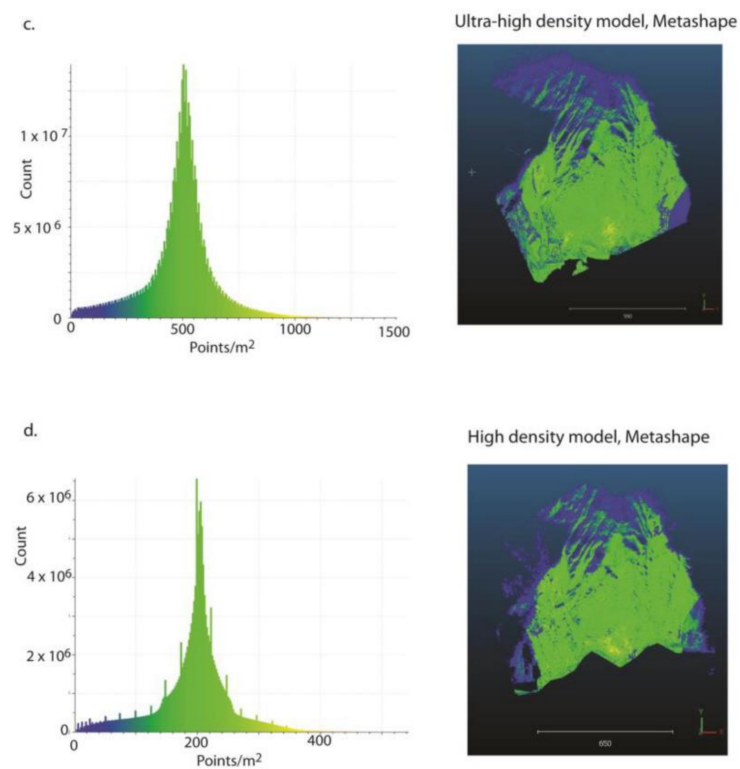 c.
Ultra-high density model, Metashape
1 x 10⁷
Count
5 x 10⁶
0
0 500 1000 1500
Points/m²
d.
High density model, Metashape
6 x 10⁶
Count
4 x 10⁶
2 x 10⁶
0
0 200 400
Points/m²
Y
650